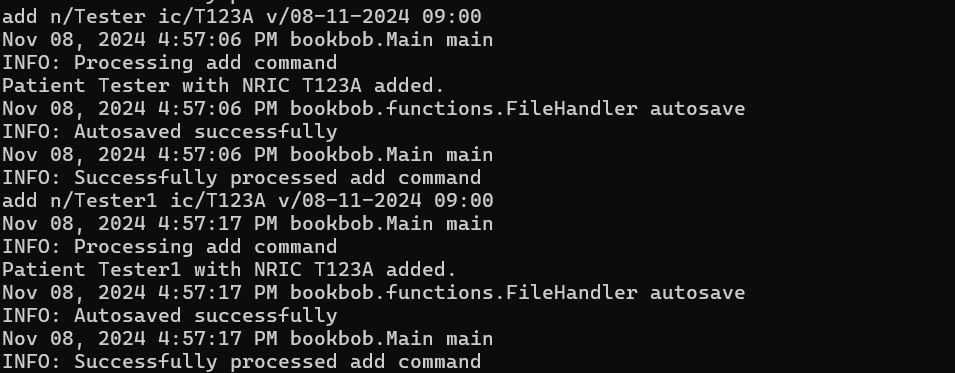 add n/Tester ic/T123A v/08-11-2024 09:00
Nov 08, 2024 4:57:06 PM bookbob.Main main
INFO: Processing add command
Patient Tester with NRIC T123A added.
Nov 08, 2024 4:57:06 PM bookbob.functions.FileHandler autosave
INFO: Autosaved successfully
Nov 08, 2024 4:57:06 PM bookbob.Main main
INFO: Successfully processed add command
add n/Tester1 ic/T123A v/08-11-2024 09:00
Nov 08, 2024 4:57:17 PM bookbob.Main main
INFO: Processing add command
Patient Tester1 with NRIC T123A added.
Nov 08, 2024 4:57:17 PM bookbob.functions.FileHandler autosave
INFO: Autosaved successfully
Nov 08, 2024 4:57:17 PM bookbob.Main main
INFO: Successfully processed add command